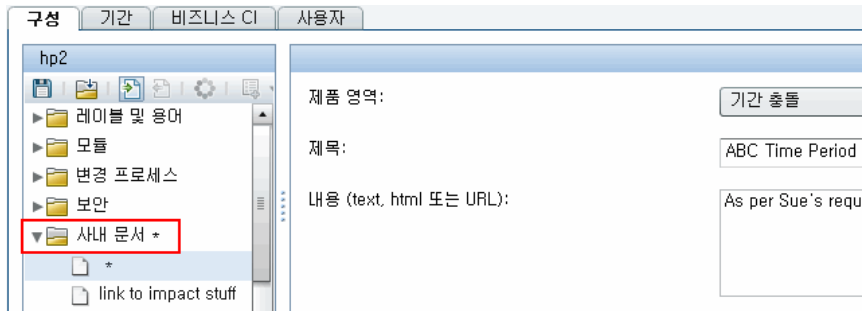 구성 기간 비즈니스 CI 사용자
hp2
레이블 및 용어
모듈
변경 프로세스
보안
사내 문서 *
*
link to impact stuff
제품 영역:
기간 충돌
제목:
ABC Time Period
내용 (text, html 또는 URL):
As per Sue's requ